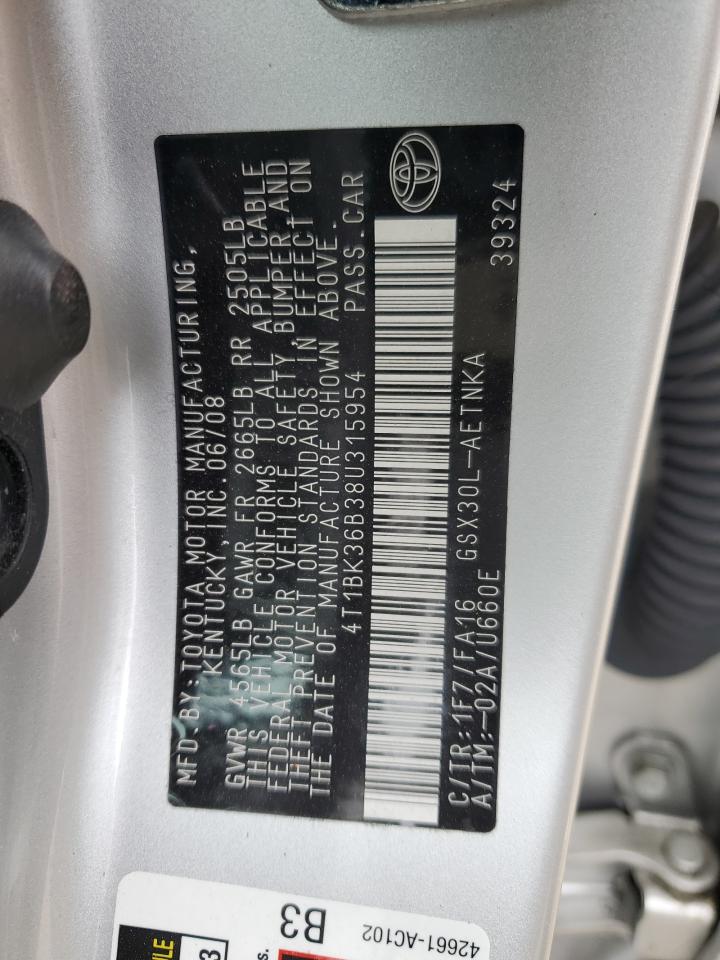 MFD.BY:TOYOTA MOTOR MANUFACTURING,
KENTUCKY, INC.06/08
GVWR 4565LB GAWR FR 2665LB RR 2505LB
THIS VEHICLE CONFORMS TO ALL APPLICABLE
FEDERAL MOTOR VEHICLE SAFETY, BUMPER,AND
THEFT PREVENTION STANDARDS IN EFFECT ON
THE DATE OF MANUFACTURE SHOWN ABOVE.
4T1BK36B38U315954 PASS.CAR
C/TR:1F7/FA16 GSX30L-AETNKA
A/TM:-02A/U660E 39324
B3
42661-AC102